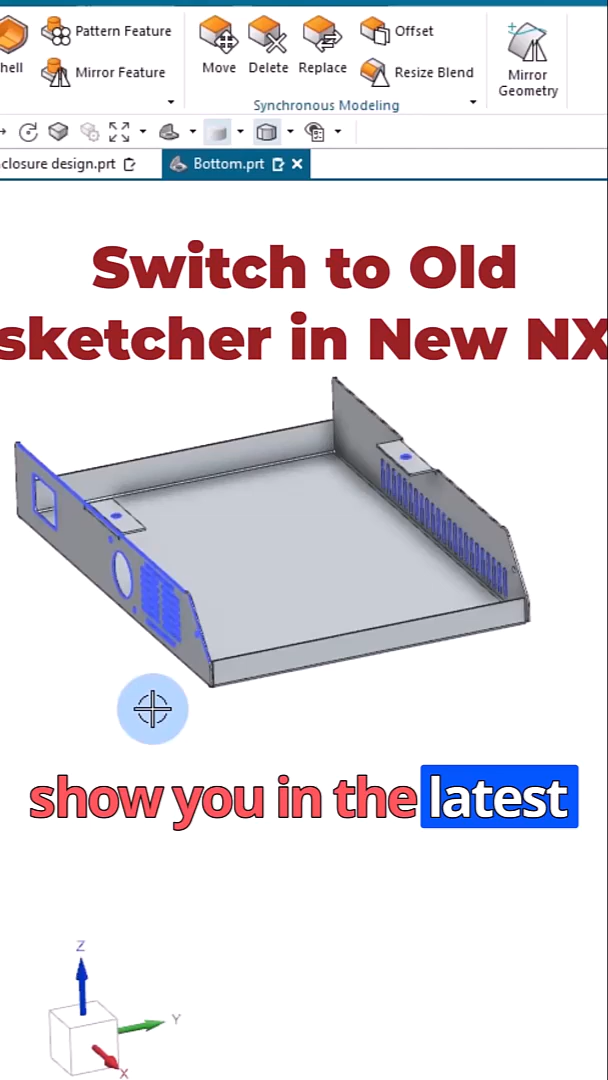 Pattern Feature
Offset
hell
Mirror Feature
Move
Delete
Replace
Resize Blend
Mirror
Geometry
Synchronous Modeling
closure design.prt
Bottom.prt
Switch to Old
sketcher in New NX
show you in the latest
Z
Y
X